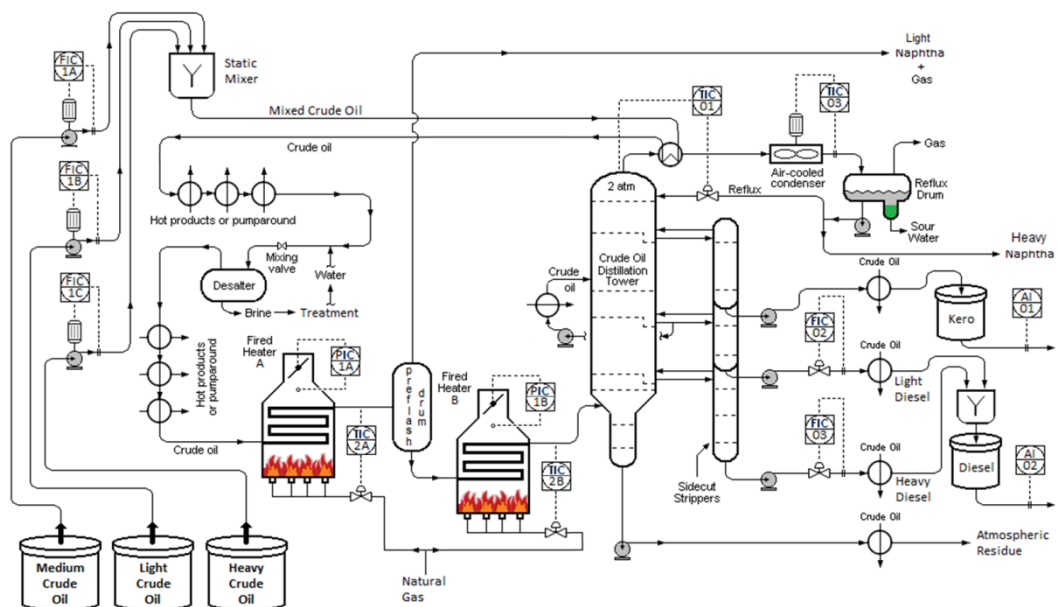 FIC
1A
Static
Mixer
Light
Naphtha
+
Gas
TIC
01
TIC
03
Mixed Crude Oil
Crude oil
FIC
1B
Hot products or pumparound
2 atm
Reflux
Air-cooled
condenser
Gas
Reflux
Drum
Sour
Water
Heavy
Naphtha
Mixing
valve
Water
Desalter
Brine
Treatment
FIC
1C
Crude
oil
Crude Oil
Distillation
Tower
Crude Oil
Kero
AI
01
Hot products
or pumparound
Fired
Heater
A
PIC
1A
preflash
drum
Fired
Heater
B
PIC
1B
FIC
02
Crude Oil
Light
Diesel
Crude oil
TIC
2A
TIC
2B
FIC
03
Crude Oil
Heavy
Diesel
Diesel
AI
02
Sidecut
Strippers
Crude Oil
Atmospheric
Residue
Medium
Crude
Oil
Light
Crude
Oil
Heavy
Crude
Oil
Natural
Gas